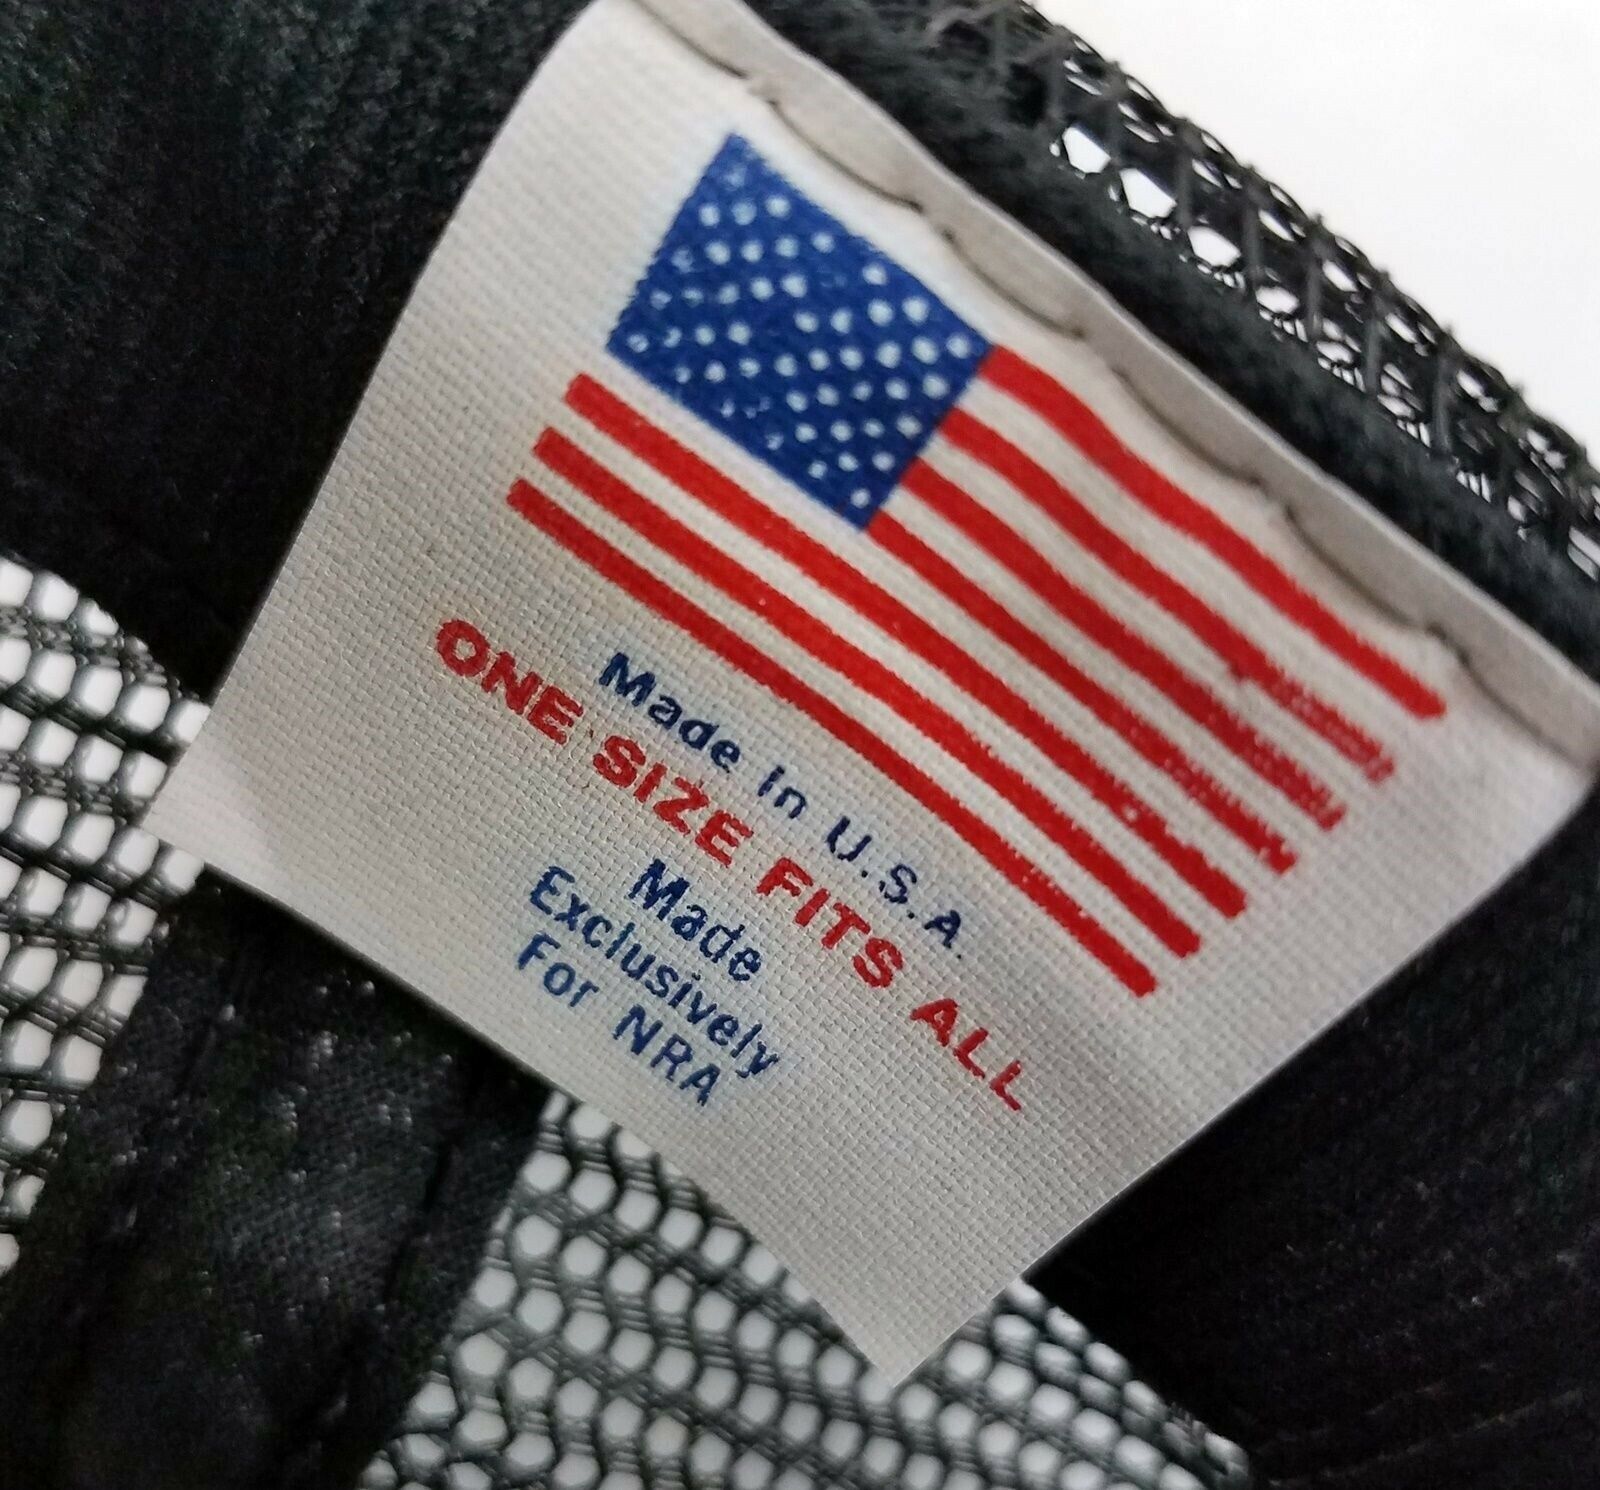 Made in U.S.A.
ONE SIZE FITS ALL
Made
Exclusively
For NRA